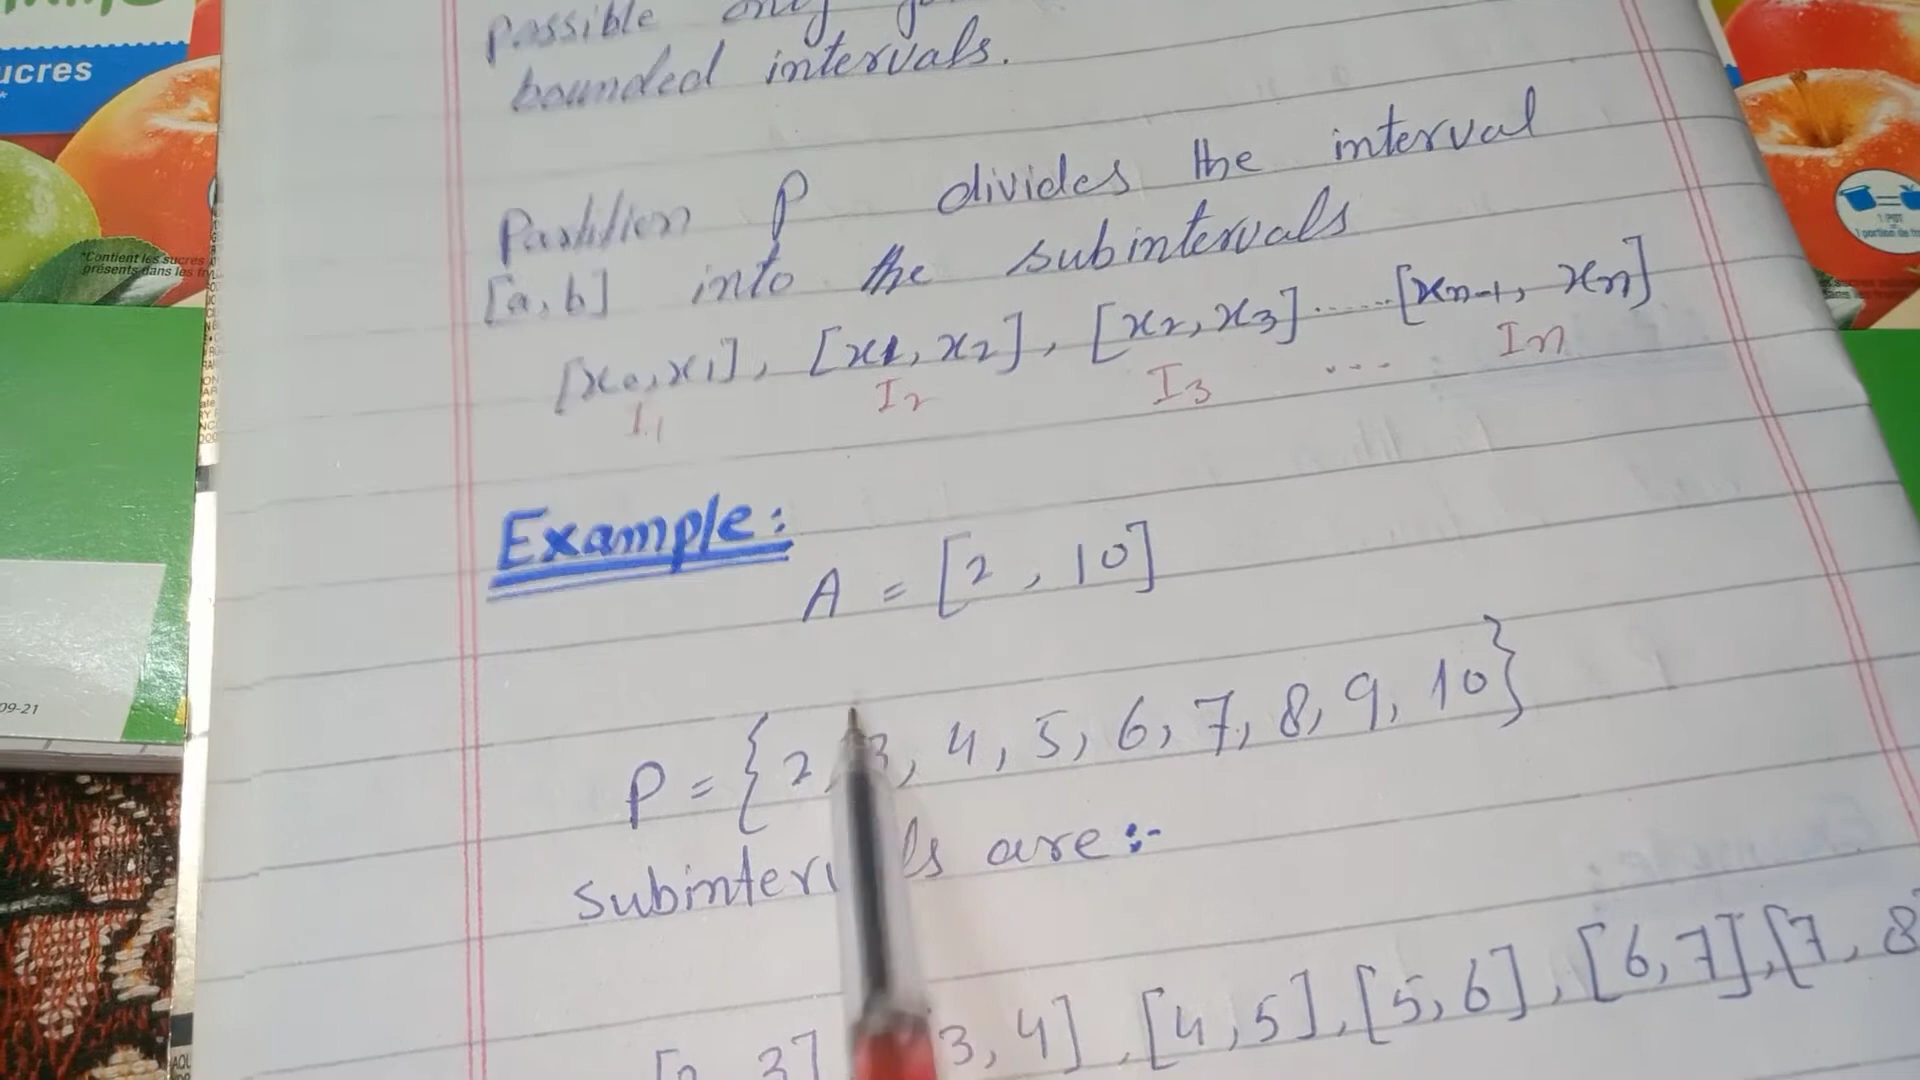 possible only
bounded intervals.
Partition P divides the interval
[a, b] into the subintervals
[x₀, x₁], [x₁, x₂], [x₂, x₃] ...... [xₙ₋₁, xₙ]
I₁ I₂ I₃ ... Iₙ
Example:
A = [2, 10]
P = {2, 3, 4, 5, 6, 7, 8, 9, 10}
subintervals are:-
3], 3, 4], [4, 5], [5, 6], [6, 7], [7, 8
ucres
*Contient les sucres
présents dans les
09-21